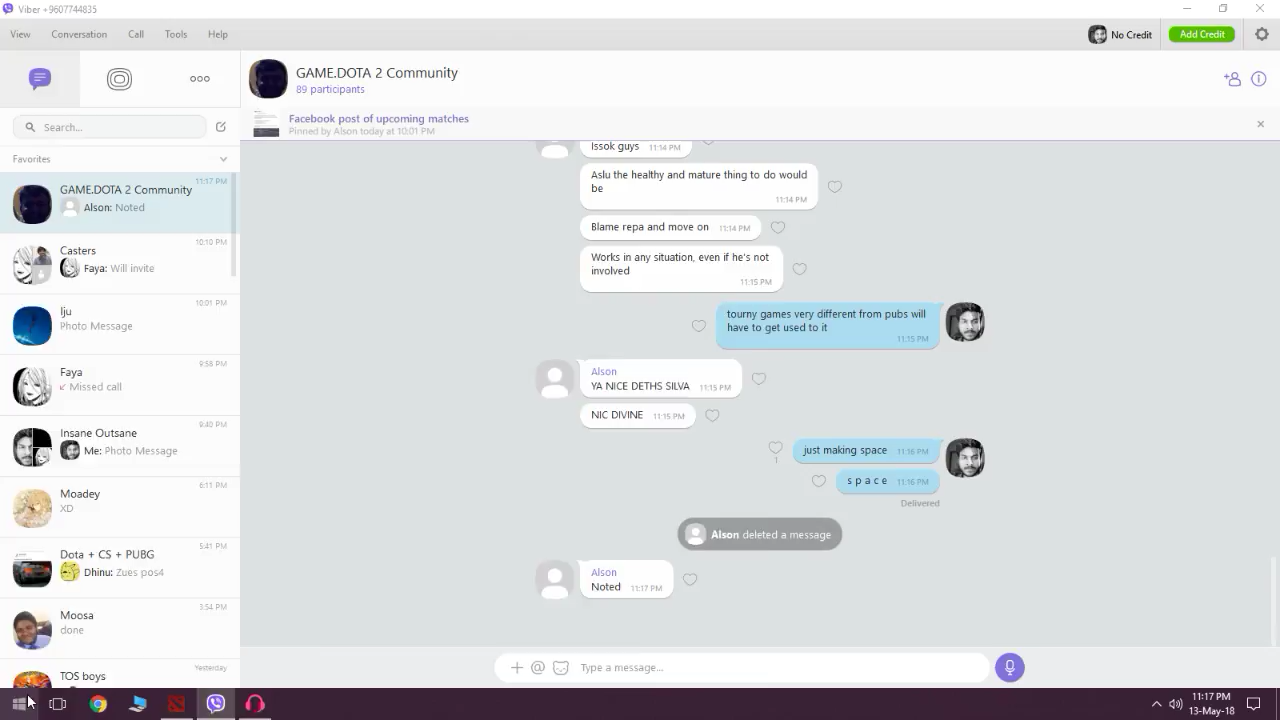 Viber +9607744835
View Conversation Call Tools Help
No Credit
Add Credit
GAME.DOTA 2 Community
89 participants
Search...
Facebook post of upcoming matches
Pinned by Alson today at 10:01 PM
Favorites
GAME.DOTA 2 Community 11:17 PM
Alson: Noted
Casters 10:10 PM
Faya: Will invite
Iju 10:01 PM
Photo Message
Faya 9:58 PM
Missed call
Insane Outsane 9:40 PM
Me: Photo Message
Moadey 6:11 PM
XD
Dota + CS + PUBG 5:41 PM
Dhinu: Zues pos4
Moosa 3:54 PM
done
TOS boys Yesterday
Issok guys 11:14 PM
Aslu the healthy and mature thing to do would
be
11:14 PM
Blame repa and move on 11:14 PM
Works in any situation, even if he's not
involved
11:15 PM
tourny games very different from pubs will
have to get used to it
11:15 PM
Alson
YA NICE DETHS SILVA 11:15 PM
NIC DIVINE 11:15 PM
just making space 11:16 PM
1
s p a c e 11:16 PM
Delivered
Alson deleted a message
Alson
Noted 11:17 PM
Type a message...
11:17 PM
13-May-18